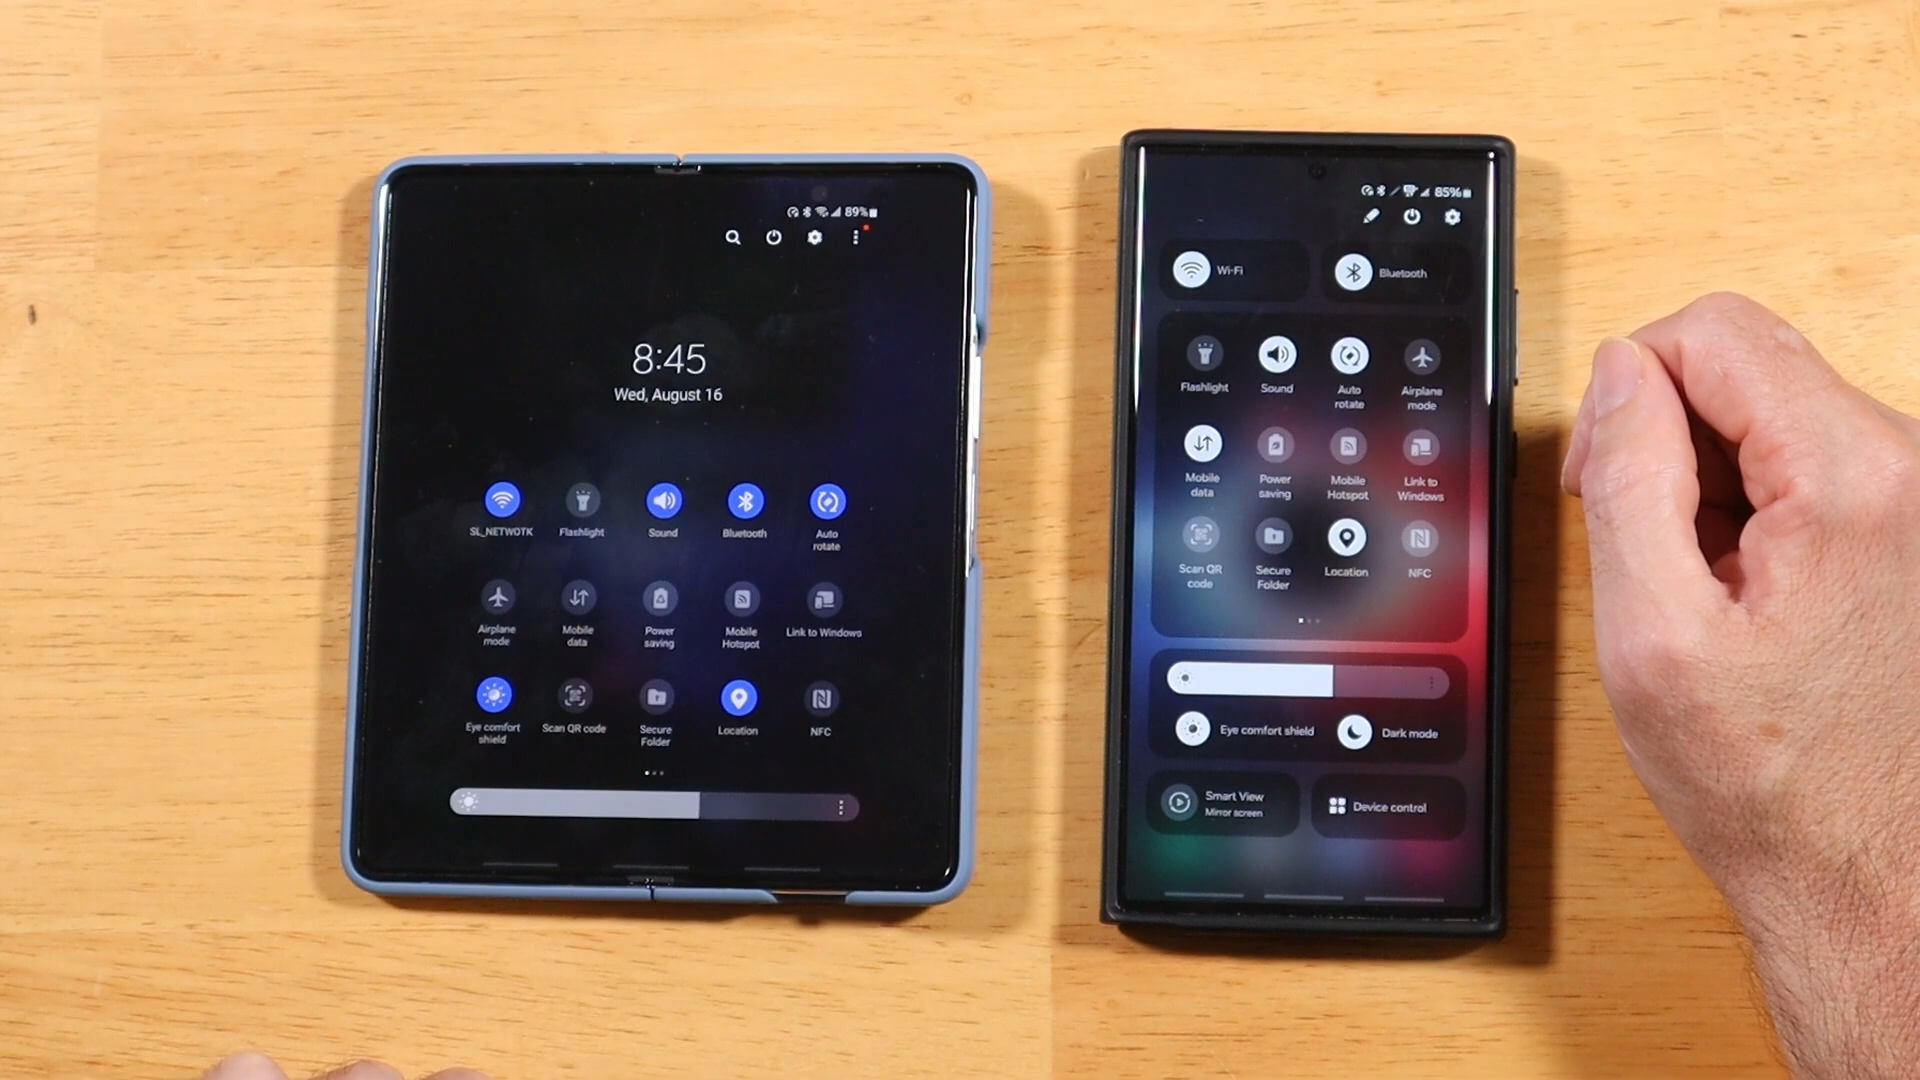 89%
8:45
Wed, August 16
SL_NETWOTK
Flashlight
Sound
Bluetooth
Auto
rotate
Airplane
mode
Mobile
data
Power
saving
Mobile
Hotspot
Link to Windows
Eye comfort
shield
Scan QR code
Secure
Folder
Location
NFC
85%
Wi-Fi
Bluetooth
Flashlight
Sound
Auto
rotate
Airplane
mode
Mobile
data
Power
saving
Mobile
Hotspot
Link to
Windows
Scan QR
code
Secure
Folder
Location
NFC
Eye comfort shield
Dark mode
Smart View
Mirror screen
Device control